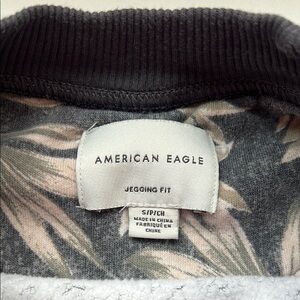 AMERICAN EAGLE
JEGGING FIT
S/P/CH
MADE IN CHINA
FABRIQUÉ EN
CHINE